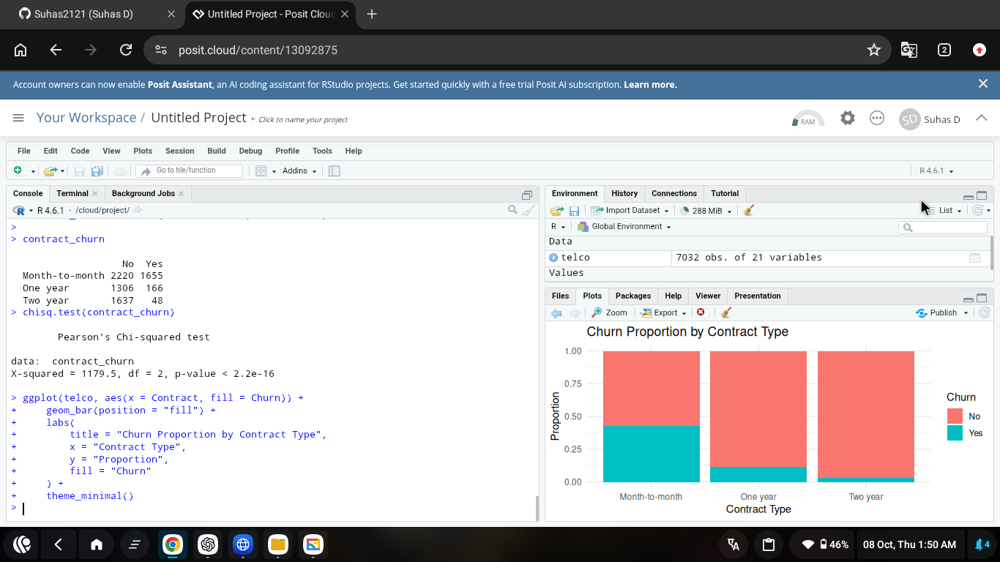 Suhas2121 (Suhas D)
Untitled Project - Posit Cloud
posit.cloud/content/13092875
2
Account owners can now enable Posit Assistant, an AI coding assistant for RStudio projects. Get started quickly with a free trial Posit AI subscription. Learn more.
Your Workspace / Untitled Project
Click to name your project
RAM
SD
Suhas D
File Edit Code View Plots Session Build Debug Profile Tools Help
Go to file/function
Addins
R 4.6.1
Console Terminal Background Jobs
R 4.6.1 · /cloud/project/
>
> contract_churn
No Yes
Month-to-month 2220 1655
One year 1306 166
Two year 1637 48
> chisq.test(contract_churn)
Pearson's Chi-squared test
data: contract_churn
X-squared = 1179.5, df = 2, p-value < 2.2e-16
> ggplot(telco, aes(x = Contract, fill = Churn)) +
+ geom_bar(position = "fill") +
+ labs(
+ title = "Churn Proportion by Contract Type",
+ x = "Contract Type",
+ y = "Proportion",
+ fill = "Churn"
+ ) +
+ theme_minimal()
>
Environment History Connections Tutorial
Import Dataset
288 MiB
List
R
Global Environment
Data
telco 7032 obs. of 21 variables
Values
Files Plots Packages Help Viewer Presentation
Zoom Export Publish
Churn Proportion by Contract Type
1.00
0.75
0.50
0.25
0.00
Proportion
Month-to-month One year Two year
Contract Type
Churn
No
Yes
46%
08 Oct, Thu 1:50 AM
4